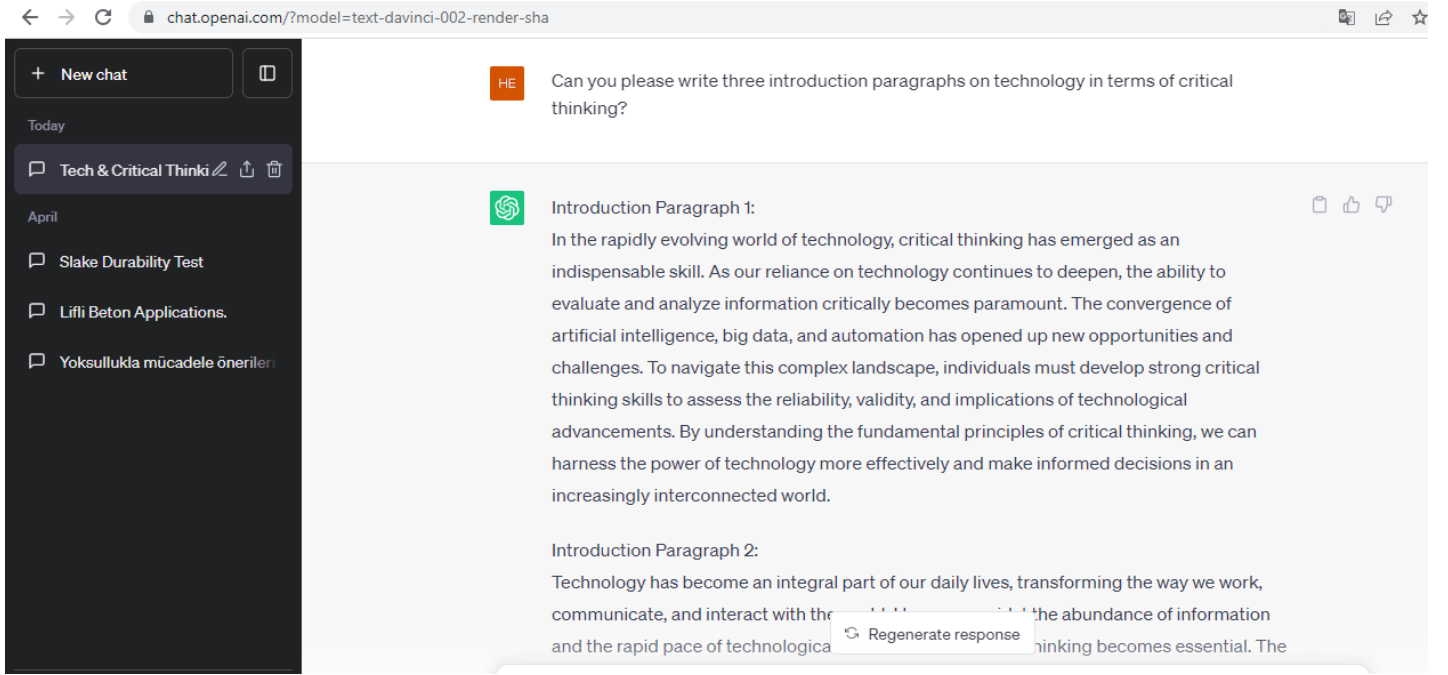 chat.openai.com/?model=text-davinci-002-render-sha
+ New chat
Today
Tech & Critical Thinki
April
Slake Durability Test
Lifli Beton Applications.
Yoksullukla mücadele öneriler
HE
Can you please write three introduction paragraphs on technology in terms of critical
thinking?
Introduction Paragraph 1:
In the rapidly evolving world of technology, critical thinking has emerged as an
indispensable skill. As our reliance on technology continues to deepen, the ability to
evaluate and analyze information critically becomes paramount. The convergence of
artificial intelligence, big data, and automation has opened up new opportunities and
challenges. To navigate this complex landscape, individuals must develop strong critical
thinking skills to assess the reliability, validity, and implications of technological
advancements. By understanding the fundamental principles of critical thinking, we can
harness the power of technology more effectively and make informed decisions in an
increasingly interconnected world.
Introduction Paragraph 2:
Technology has become an integral part of our daily lives, transforming the way we work,
communicate, and interact with the the abundance of information
and the rapid pace of technologica hinking becomes essential. The
Regenerate response